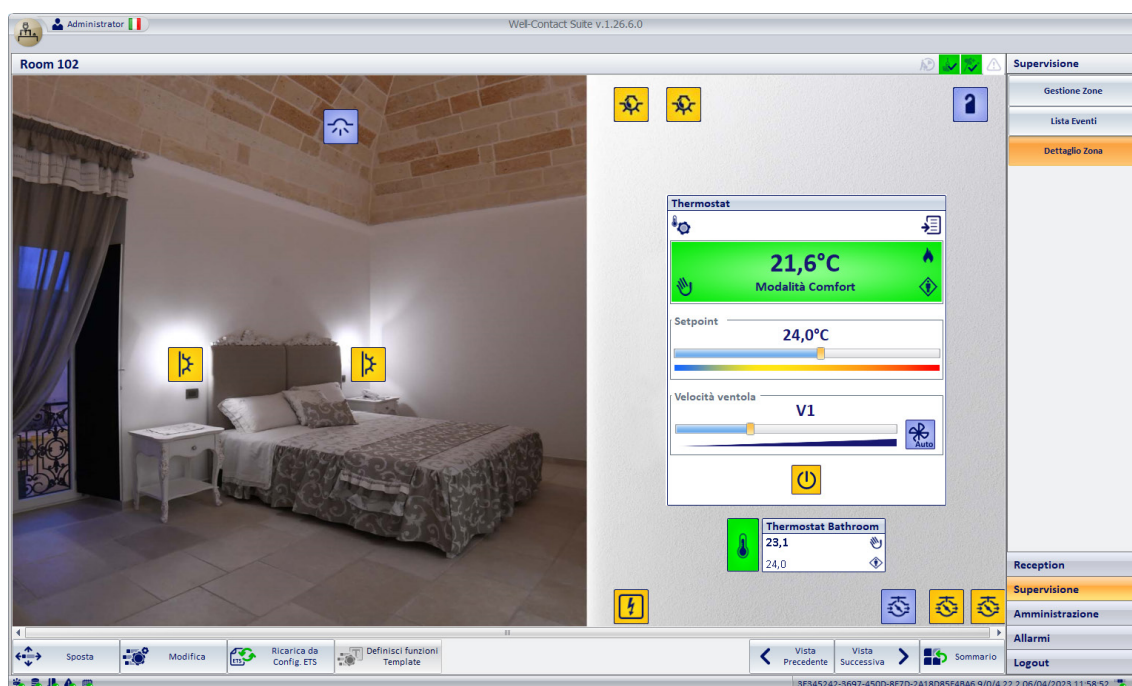 Administrator
Well-Contact Suite v.1.26.6.0
Room 102
Supervisione
Gestione Zone
Lista Eventi
Dettaglio Zona
Thermostat
21,6°C
Modalità Comfort
Setpoint
24,0°C
Velocità ventola
V1
Auto
Thermostat Bathroom
23,1
24,0
Reception
Supervisione
Amministrazione
Allarmi
Logout
Sposta
Modifica
ETS
Ricarica da
Config. ETS
Definisci funzioni
Template
Vista
Precedente
Vista
Successiva
Sommario